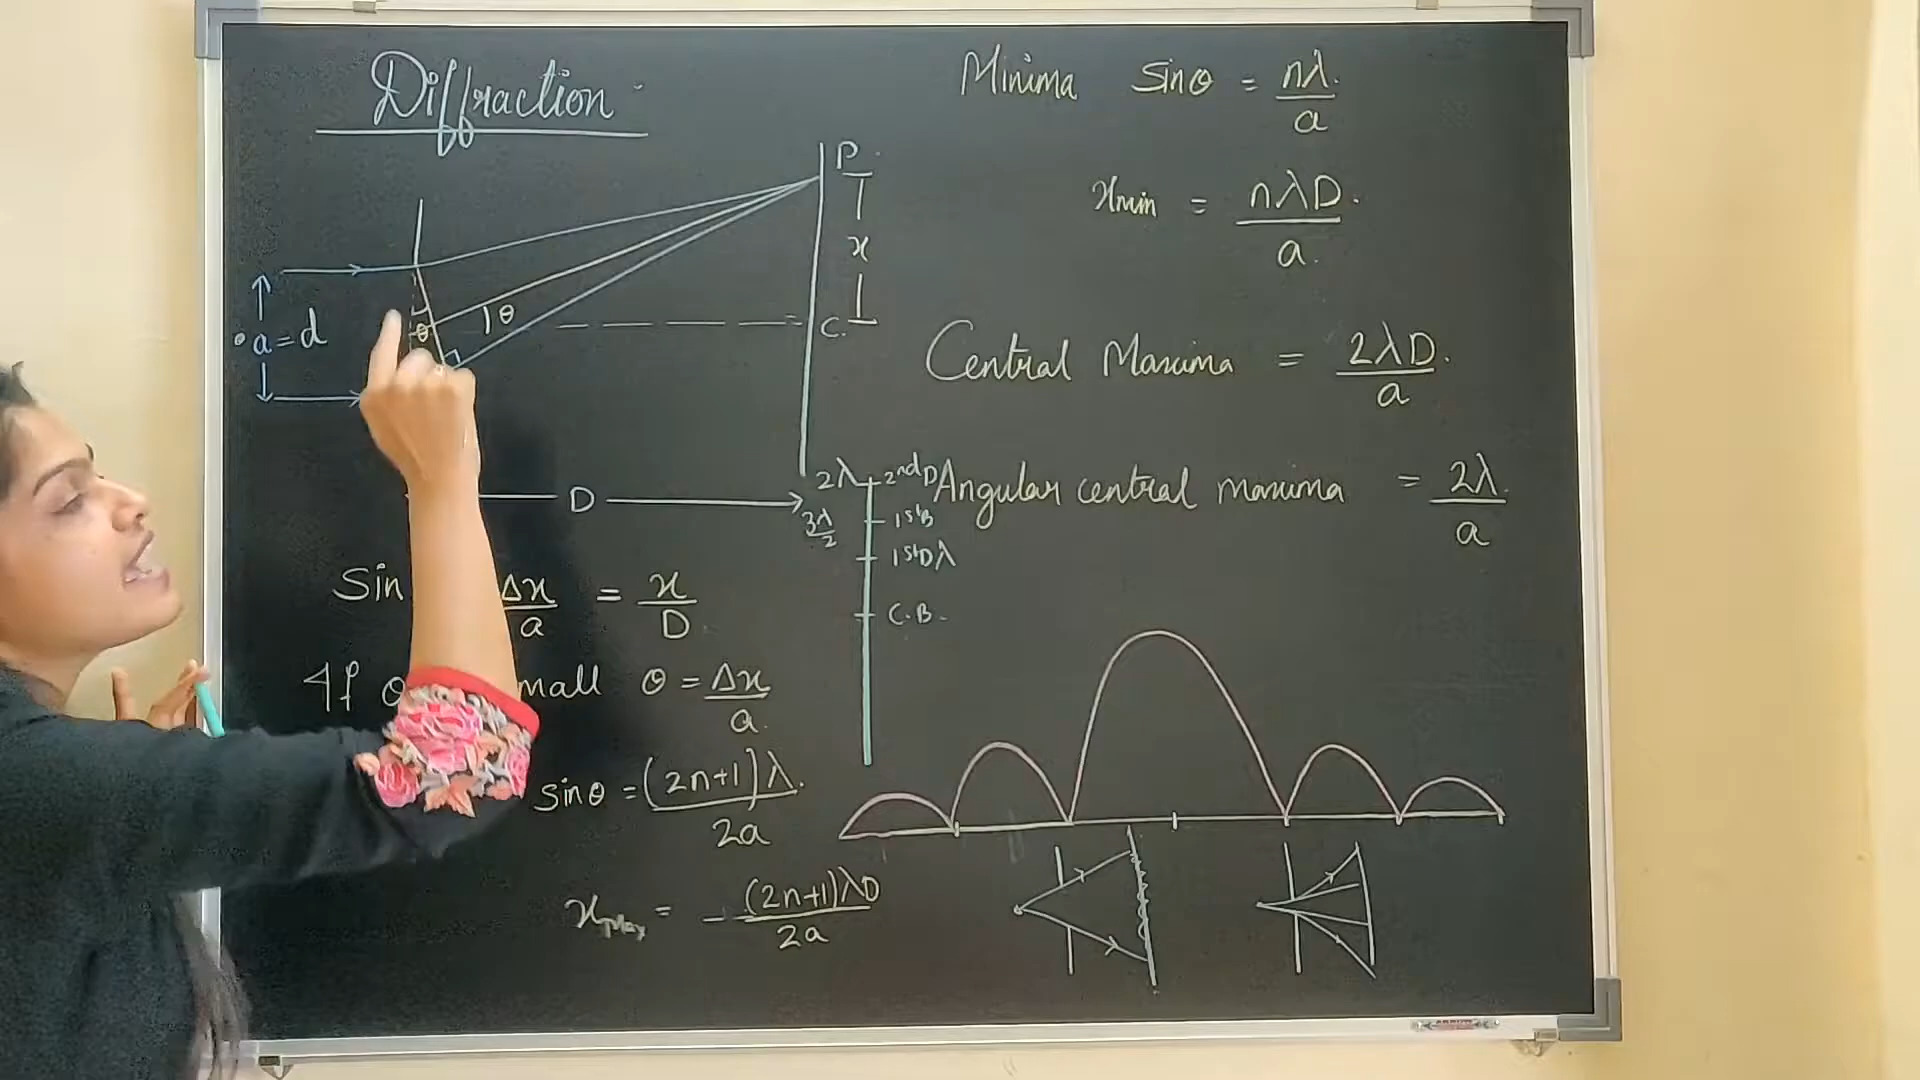 Diffraction
P
x
C
a = d
θ
θ
D
Sin Δx/a = x/D
If θ small θ = Δx/a
sinθ = (2n+1)λ/2a
xMax = (2n+1)λD/2a
Minima Sinθ = nλ/a
xmin = nλD/a
Central Maxima = 2λD/a
Angular central maxima = 2λ/a
2λ 2nd D
3λ/2 1st B
1st D λ
C.B.